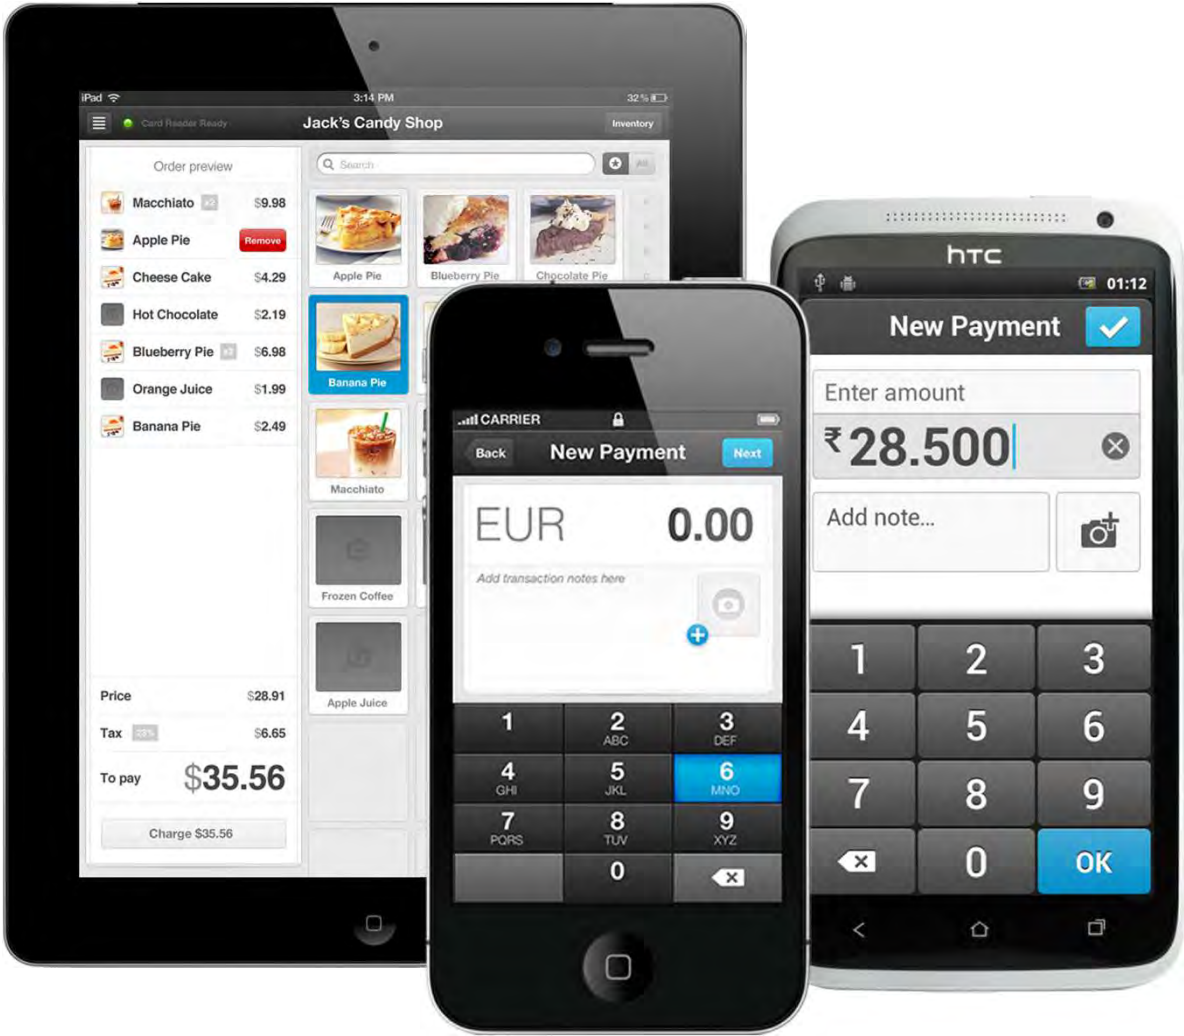 iPad 3:14 PM 32%
Card Reader Ready Jack's Candy Shop Inventory
Order preview
Macchiato x2 $9.98
Apple Pie Remove
Cheese Cake $4.29
Hot Chocolate $2.19
Blueberry Pie x2 $6.98
Orange Juice $1.99
Banana Pie $2.49
Price $28.91
Tax 23% $6.65
To pay $35.56
Charge $35.56
Search All
Apple Pie Blueberry Pie Chocolate Pie
Banana Pie
Macchiato
Frozen Coffee
Apple Juice
CARRIER
Back New Payment Next
EUR 0.00
Add transaction notes here
1 2 ABC 3 DEF
4 GHI 5 JKL 6 MNO
7 PQRS 8 TUV 9 XYZ
0
hTC
01:12
New Payment
Enter amount
₹28.500
Add note...
1 2 3
4 5 6
7 8 9
0 OK